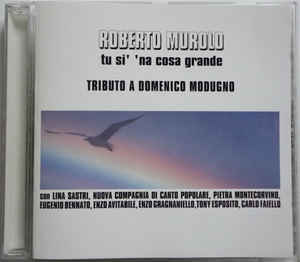 ROBERTO MUROLO
tu si' 'na cosa grande
TRIBUTO A DOMENICO MODUGNO
con LINA SASTRI, NUOVA COMPAGNIA DI CANTO POPOLARE, PIETRA MONTECORVINO,
EUGENIO BENNATO, ENZO AVITABILE, ENZO GRAGNANIELLO, TONY ESPOSITO, CARLO FAIELLO